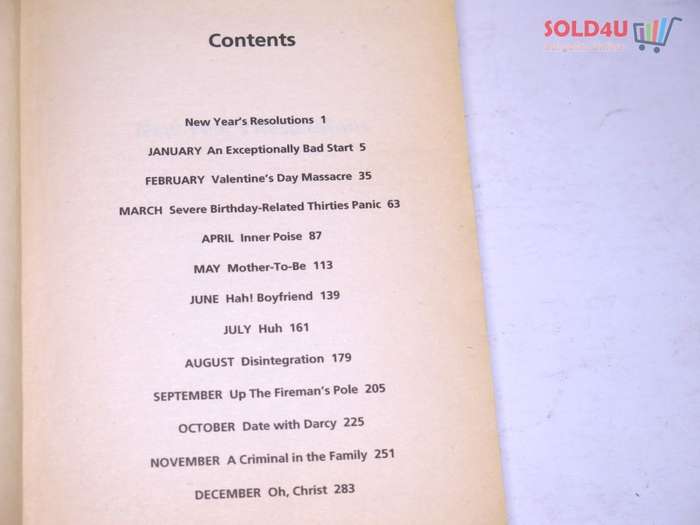 SOLD4U
Contents
New Year's Resolutions 1
JANUARY An Exceptionally Bad Start 5
FEBRUARY Valentine's Day Massacre 35
MARCH Severe Birthday-Related Thirties Panic 63
APRIL Inner Poise 87
MAY Mother-To-Be 113
JUNE Hah! Boyfriend 139
JULY Huh 161
AUGUST Disintegration 179
SEPTEMBER Up The Fireman's Pole 205
OCTOBER Date with Darcy 225
NOVEMBER A Criminal in the Family 251
DECEMBER Oh, Christ 283